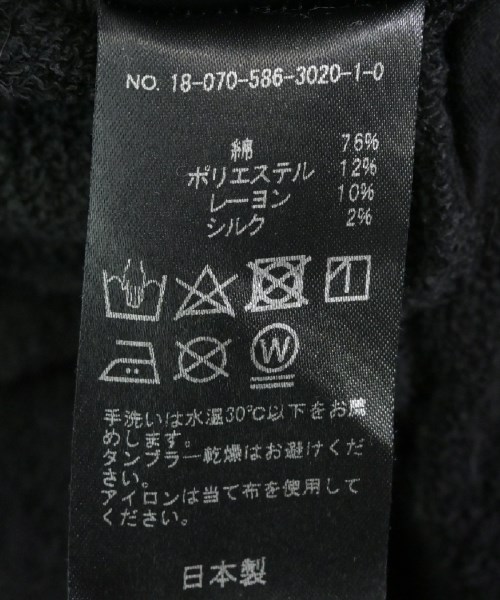 NO. 18-070-586-3020-1-0
綿 76%
ポリエステル 12%
レーヨン 10%
シルク 2%
W
手洗いは水温30℃以下をお薦
めします。
タンブラー乾燥はお避けくだ
さい。
アイロンは当て布を使用して
ください。
日本製